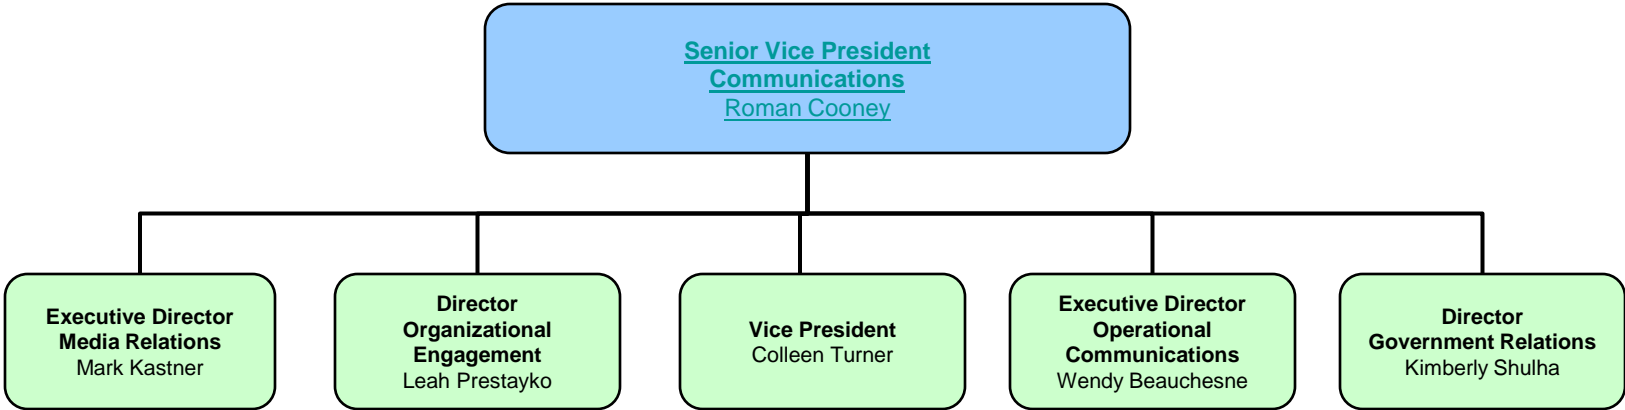 Senior Vice President
Communications
Roman Cooney
Executive Director
Media Relations
Mark Kastner
Director
Organizational
Engagement
Leah Prestayko
Vice President
Colleen Turner
Executive Director
Operational
Communications
Wendy Beauchesne
Director
Government Relations
Kimberly Shulha